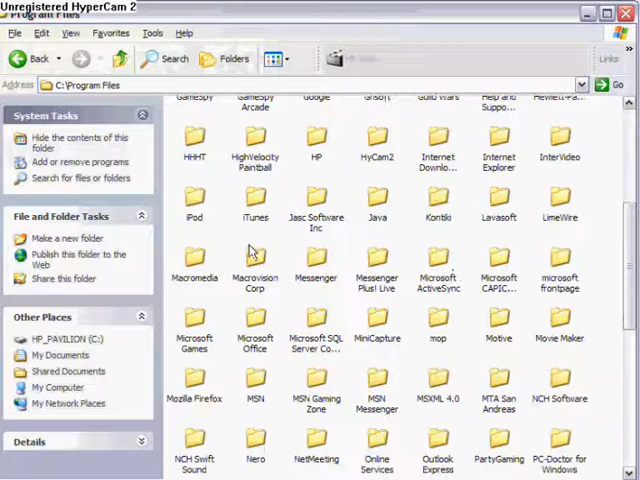 Unregistered HyperCam 2
Program Files
File Edit View Favorites Tools Help
Back Search Folders Links
Address C:\Program Files Go
System Tasks
Hide the contents of this
folder
Add or remove programs
Search for files or folders
File and Folder Tasks
Make a new folder
Publish this folder to the
Web
Share this folder
Other Places
HP_PAVILION (C:)
My Documents
Shared Documents
My Computer
My Network Places
Details
GameSpy
GameSpy
Arcade
Google
Grisoft
Guild Wars
Help and
Suppo...
Hewlett-Pa...
HHHT
HighVelocity
Paintball
HP
HyCam2
Internet
Downlo...
Internet
Explorer
InterVideo
iPod
iTunes
Jasc Software
Inc
Java
Kontiki
Lavasoft
LimeWire
Macromedia
Macrovision
Corp
Messenger
Messenger
Plus! Live
Microsoft
ActiveSync
Microsoft
CAPIC...
microsoft
frontpage
Microsoft
Games
Microsoft
Office
Microsoft SQL
Server Co...
MiniCapture
mop
Motive
Movie Maker
Mozilla Firefox
MSN
MSN Gaming
Zone
MSN
Messenger
MSXML 4.0
MTA San
Andreas
NCH Software
NCH Swift
Sound
Nero
NetMeeting
Online
Services
Outlook
Express
PartyGaming
PC-Doctor for
Windows